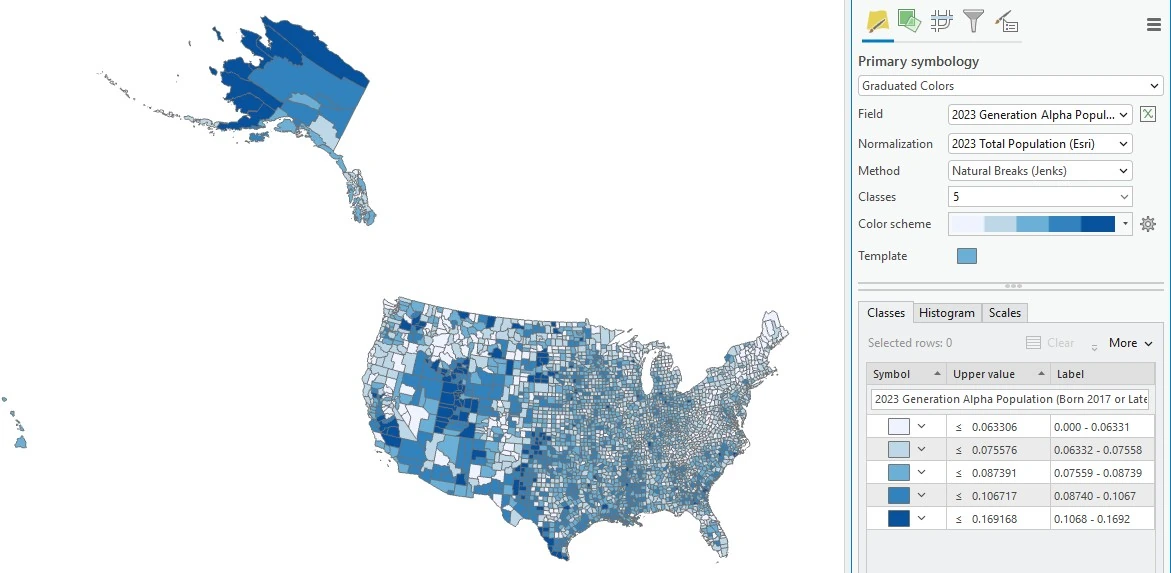 Primary symbology
Graduated Colors
Field 2023 Generation Alpha Popul...
Normalization 2023 Total Population (Esri)
Method Natural Breaks (Jenks)
Classes 5
Color scheme
Template
Classes Histogram Scales
Selected rows: 0 Clear More
Symbol Upper value Label
2023 Generation Alpha Population (Born 2017 or Late
≤ 0.063306 0.000 - 0.06331
≤ 0.075576 0.06332 - 0.07558
≤ 0.087391 0.07559 - 0.08739
≤ 0.106717 0.08740 - 0.1067
≤ 0.169168 0.1068 - 0.1692